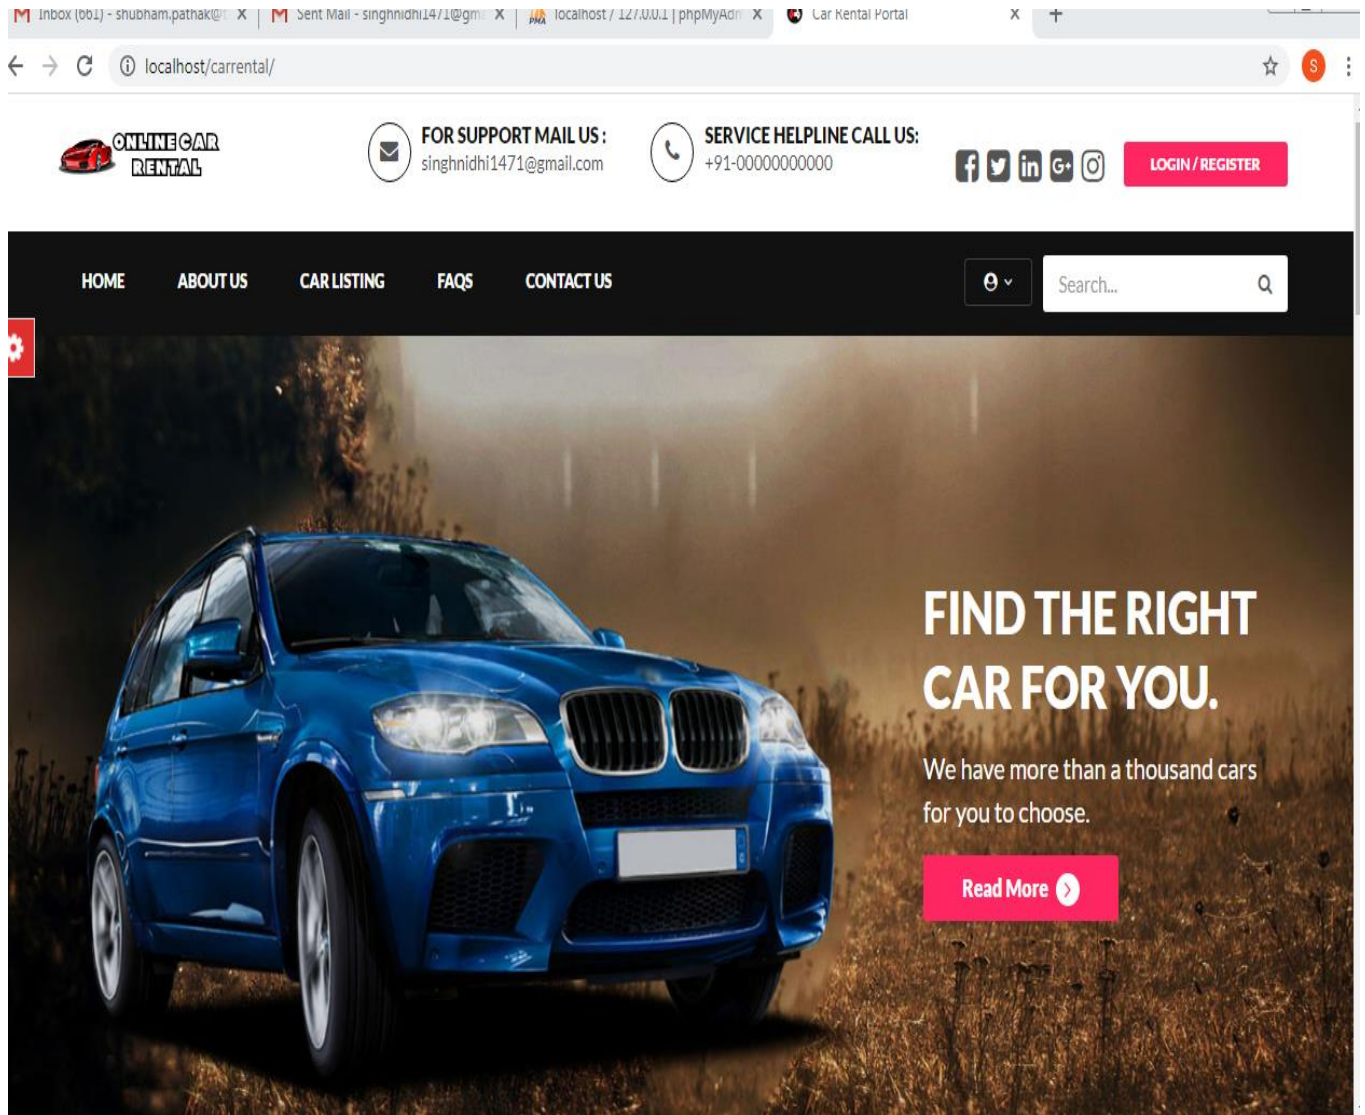 Inbox (661) - shubham.pathak@t X
Sent Mail - singhnidhi1471@gm X
localhost / 127.0.0.1 | phpMyAdn X
Car Rental Portal X +
localhost/carrental/
S
ONLINE CAR
RENTAL
FOR SUPPORT MAIL US :
singhnidhi1471@gmail.com
SERVICE HELPLINE CALL US:
+91-00000000000
LOGIN / REGISTER
HOME ABOUT US CAR LISTING FAQS CONTACT US
Search...
FIND THE RIGHT
CAR FOR YOU.
We have more than a thousand cars
for you to choose.
Read More